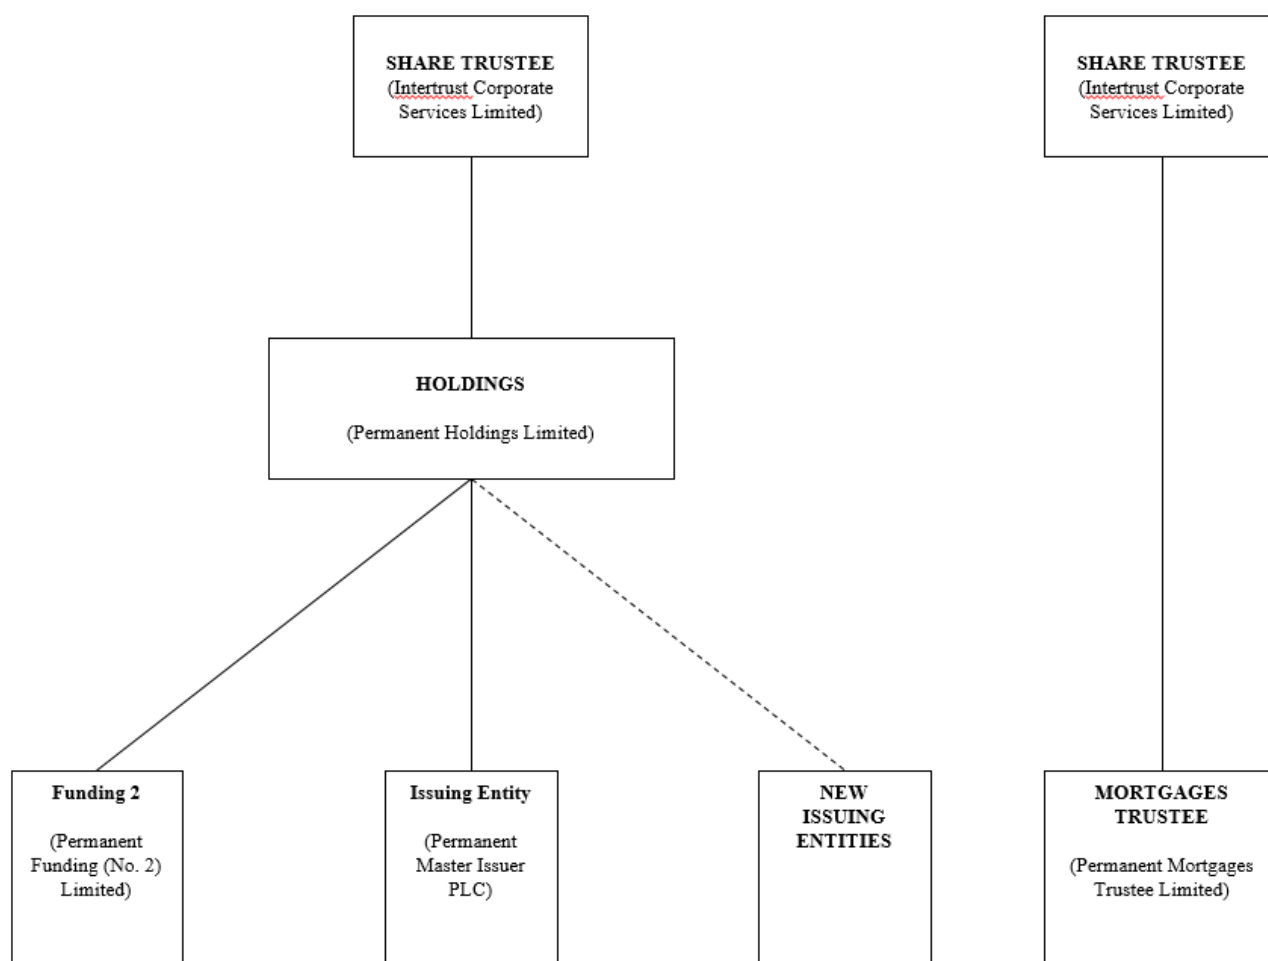 SHARE TRUSTEE
(Intertrust Corporate
Services Limited)
SHARE TRUSTEE
(Intertrust Corporate
Services Limited)
HOLDINGS
(Permanent Holdings Limited)
Funding 2
(Permanent
Funding (No. 2)
Limited)
Issuing Entity
(Permanent
Master Issuer
PLC)
NEW
ISSUING
ENTITIES
MORTGAGES
TRUSTEE
(Permanent Mortgages
Trustee Limited)